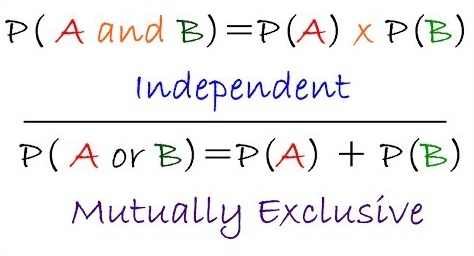 P( A and B)=P(A) x P(B)
Independent
P( A or B)=P(A) + P(B)
Mutually Exclusive